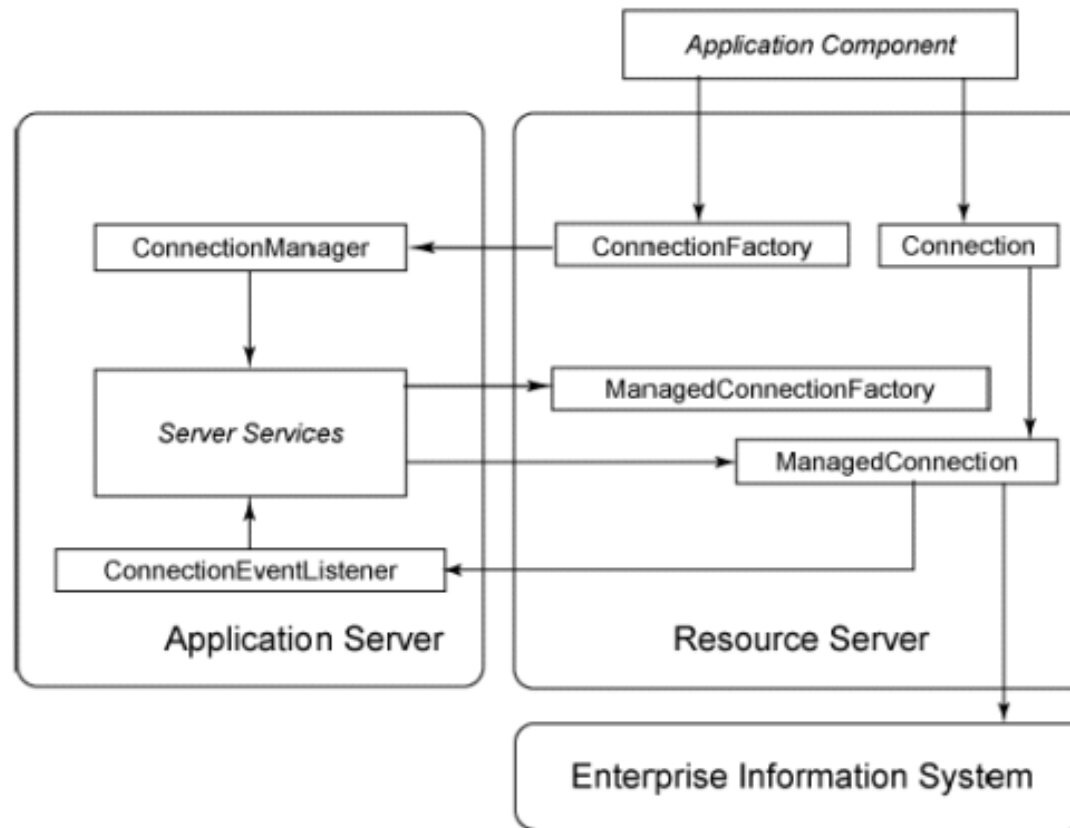 Application Component
ConnectionManager
ConnectionFactory
Connection
ManagedConnectionFactory
Server Services
ManagedConnection
ConnectionEventListener
Application Server
Resource Server
Enterprise Information System